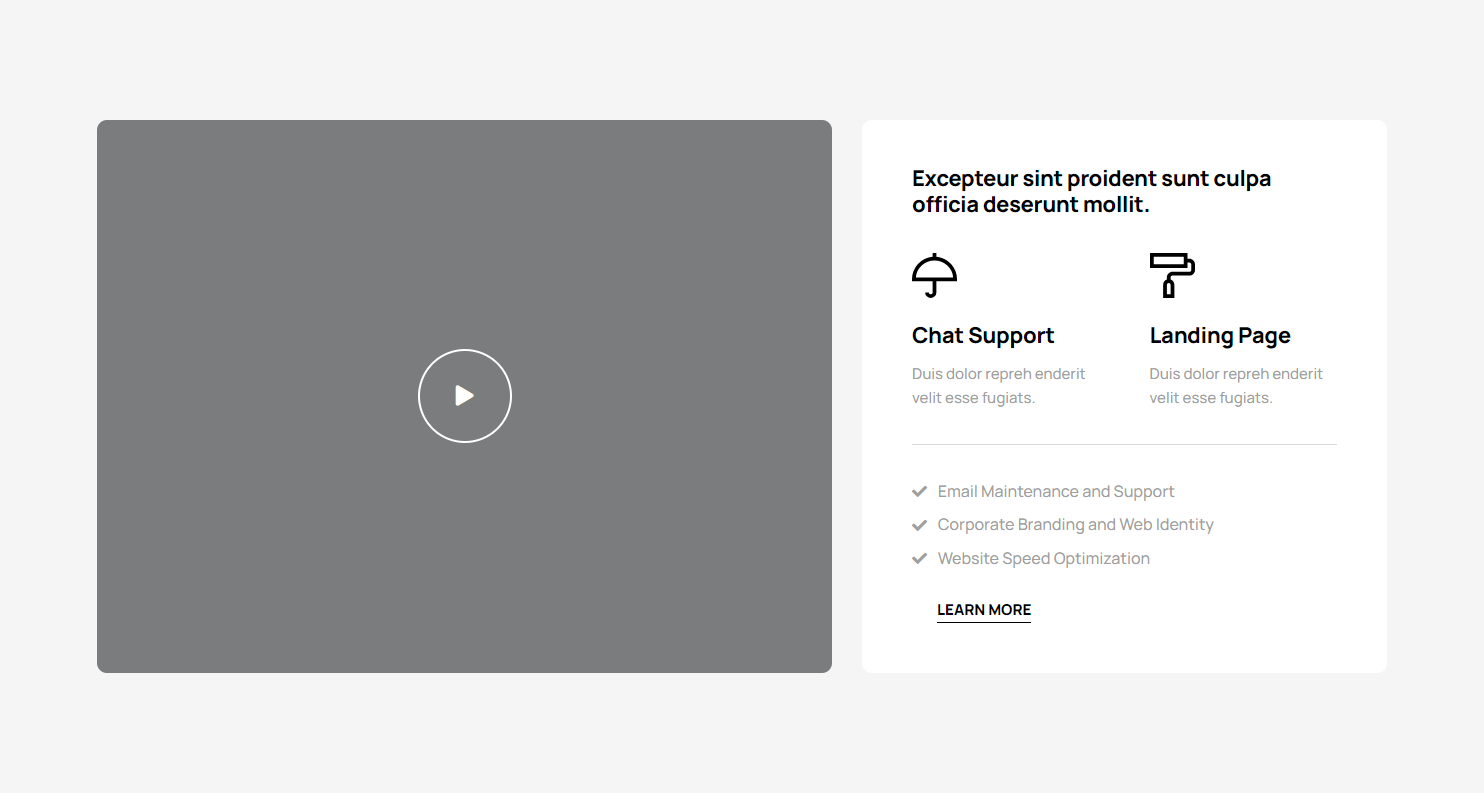 Excepteur sint proident sunt culpa
officia deserunt mollit.
Chat Support
Duis dolor repreh enderit
velit esse fugiats.
Landing Page
Duis dolor repreh enderit
velit esse fugiats.
Email Maintenance and Support
Corporate Branding and Web Identity
Website Speed Optimization
LEARN MORE